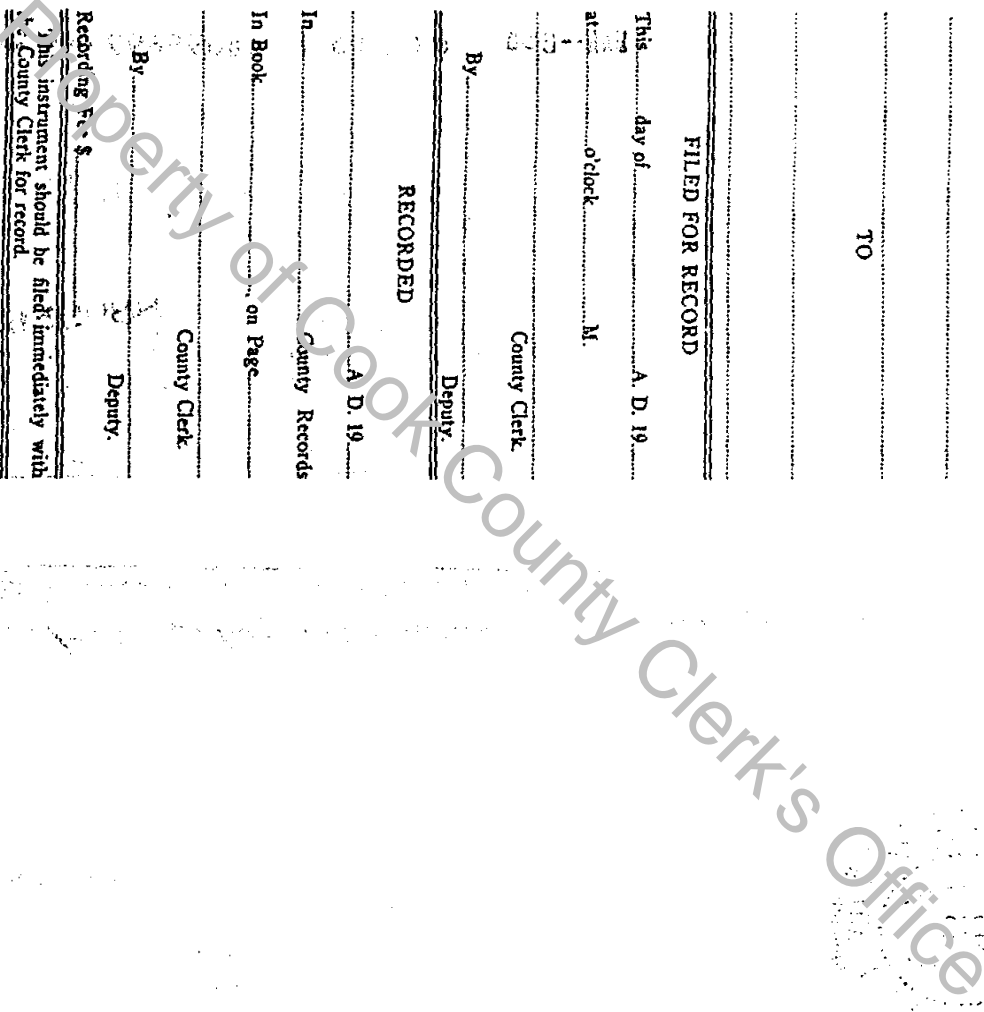 TO
FILED FOR RECORD
This........day of................................A. D. 19......
at....................o'clock....................M.
County Clerk.
By................................Deputy.
RECORDED
................................A. D. 19......
In................................County Records
In Book................................, on Page................
County Clerk.
By................................Deputy.
Recording Fee $................................
This instrument should be filed immediately with
the County Clerk for record.
Property of Cook County Clerk's Office